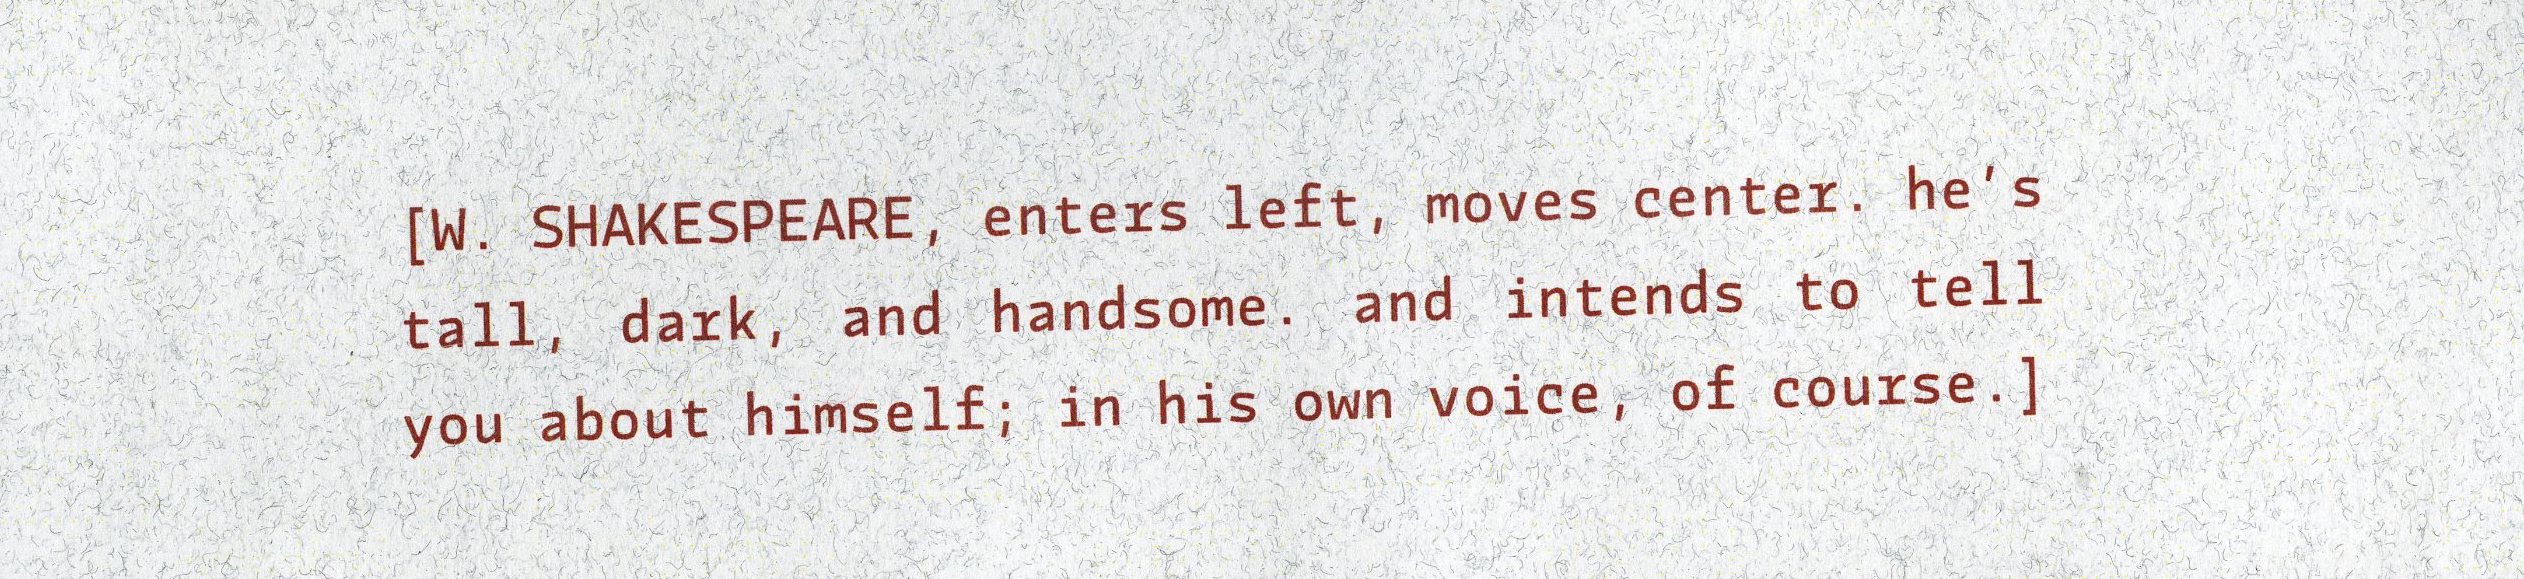 [W. SHAKESPEARE, enters left, moves center. he's
tall, dark, and handsome. and intends to tell
you about himself; in his own voice, of course.]